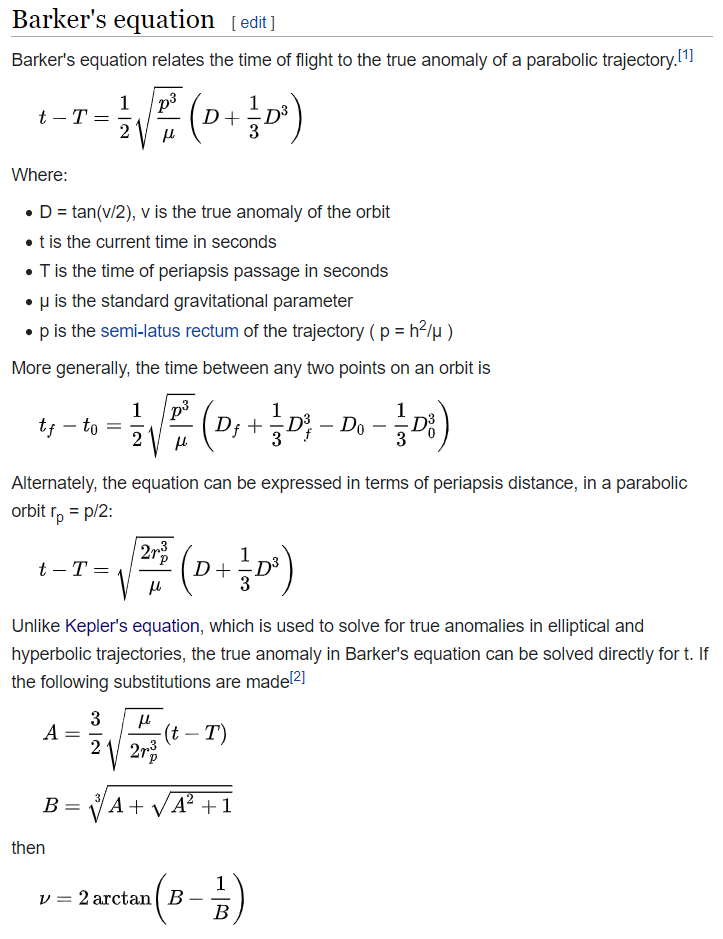 Barker's equation [ edit ]
Barker's equation relates the time of flight to the true anomaly of a parabolic trajectory.[1]
t − T = 1/2 √(p³/μ) (D + 1/3 D³)
Where:
• D = tan(v/2), v is the true anomaly of the orbit
• t is the current time in seconds
• T is the time of periapsis passage in seconds
• μ is the standard gravitational parameter
• p is the semi-latus rectum of the trajectory ( p = h²/μ )
More generally, the time between any two points on an orbit is
t_f − t_0 = 1/2 √(p³/μ) (D_f + 1/3 D_f³ − D_0 − 1/3 D_0³)
Alternately, the equation can be expressed in terms of periapsis distance, in a parabolic
orbit r_p = p/2:
t − T = √(2r_p³/μ) (D + 1/3 D³)
Unlike Kepler's equation, which is used to solve for true anomalies in elliptical and
hyperbolic trajectories, the true anomaly in Barker's equation can be solved directly for t. If
the following substitutions are made[2]
A = 3/2 √(μ/2r_p³) (t − T)
B = ∛(A + √(A² + 1))
then
ν = 2 arctan(B − 1/B)